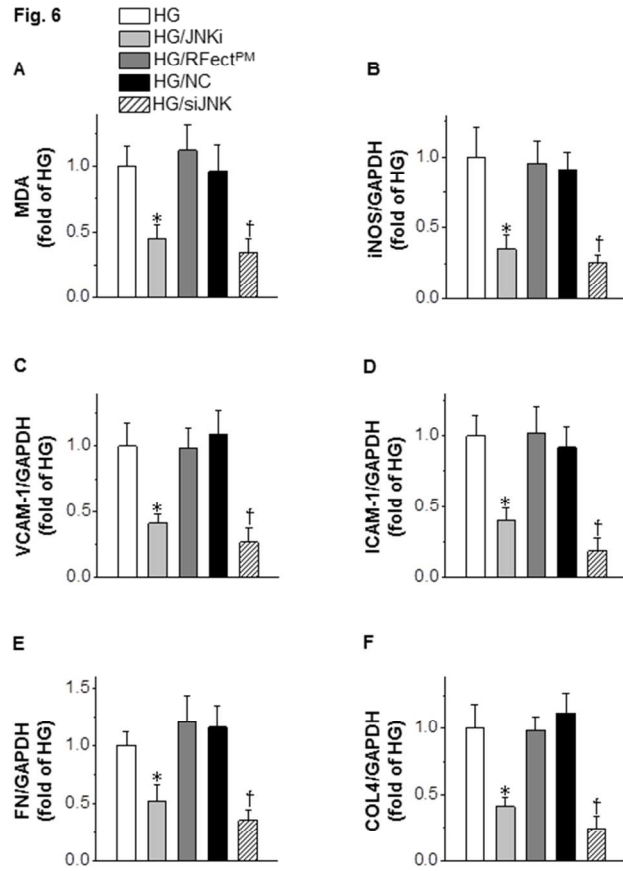 Fig. 6
HG
HG/JNKi
HG/RFectᴾᴹ
HG/NC
HG/siJNK
A
MDA
(fold of HG)
1.0
0.5
0.0
*
†
B
iNOS/GAPDH
(fold of HG)
1.0
0.5
0.0
*
†
C
VCAM-1/GAPDH
(fold of HG)
1.0
0.5
0.0
*
†
D
ICAM-1/GAPDH
(fold of HG)
1.0
0.5
0.0
*
†
E
FN/GAPDH
(fold of HG)
1.5
1.0
0.5
0.0
*
†
F
COL4/GAPDH
(fold of HG)
1.0
0.5
0.0
*
†